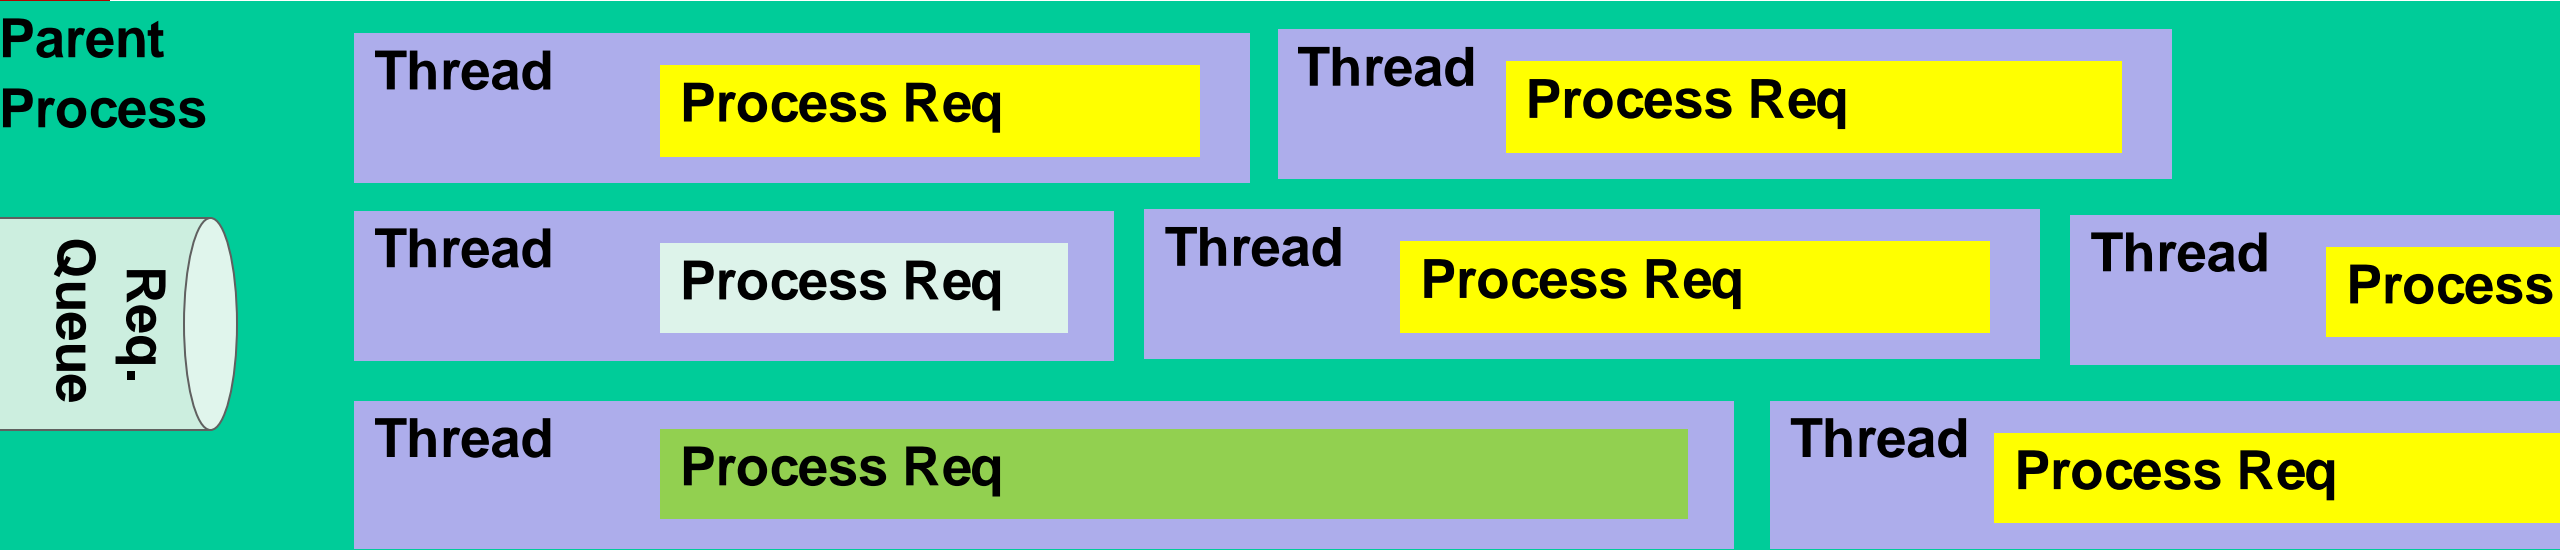 Parent
Process
Thread
Process Req
Thread
Process Req
Req.
Queue
Thread
Process Req
Thread
Process Req
Thread
Process
Thread
Process Req
Thread
Process Req